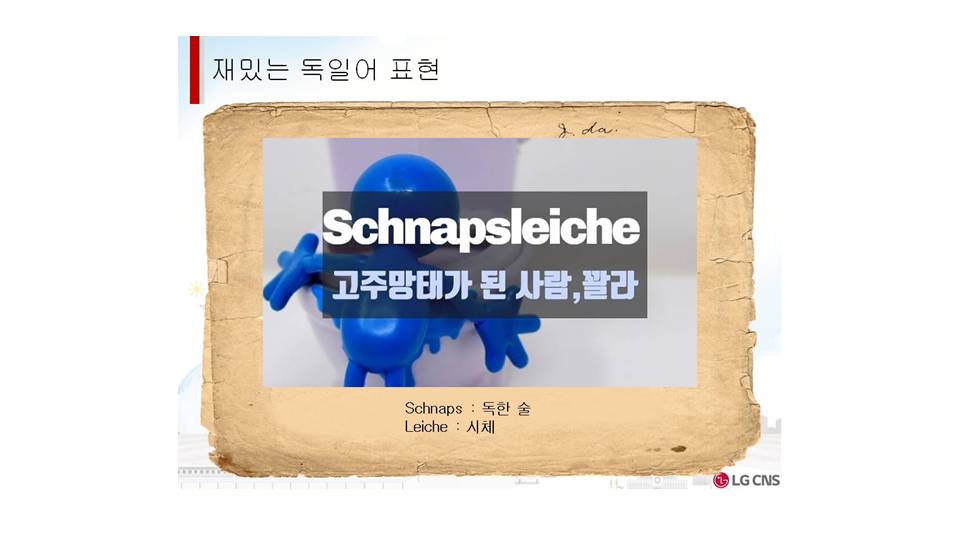 재밌는 독일어 표현
g. da:
Schnapsleiche
고주망태가 된 사람,꽐라
Schnaps : 독한 술
Leiche : 시체
LG CNS